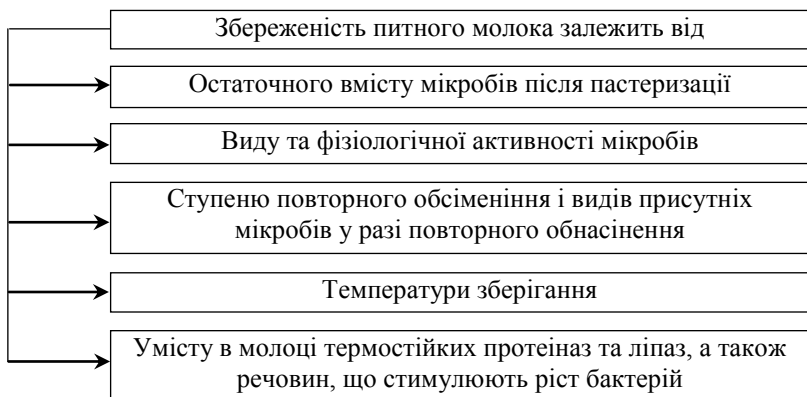 Збереженість питного молока залежить від
Остаточного вмісту мікробів після пастеризації
Виду та фізіологічної активності мікробів
Ступеню повторного обсіменіння і видів присутніх
мікробів у разі повторного обнасінення
Температури зберігання
Умісту в молоці термостійких протеіназ та ліпаз, а також
речовин, що стимулюють ріст бактерій